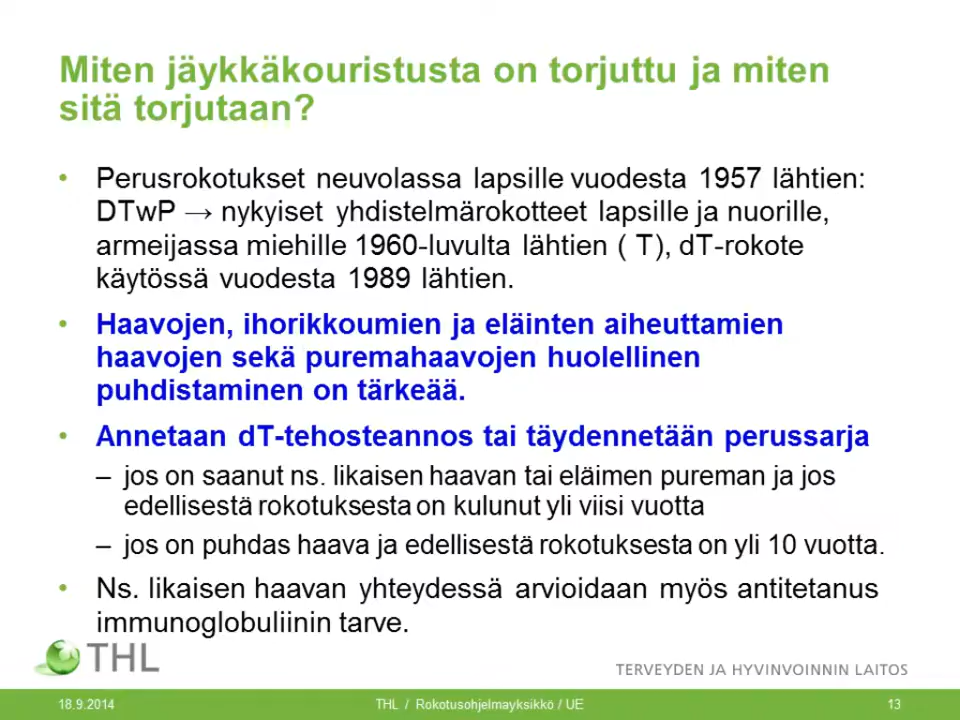 Miten jäykkäkouristusta on torjuttu ja miten
sitä torjutaan?
• Perusrokotukset neuvolassa lapsille vuodesta 1957 lähtien:
DTwP → nykyiset yhdistelmärokotteet lapsille ja nuorille,
armeijassa miehille 1960-luvulta lähtien ( T), dT-rokote
käytössä vuodesta 1989 lähtien.
• Haavojen, ihorikkoumien ja eläinten aiheuttamien
haavojen sekä puremahaavojen huolellinen
puhdistaminen on tärkeää.
• Annetaan dT-tehosteannos tai täydennetään perussarja
– jos on saanut ns. likaisen haavan tai eläimen pureman ja jos
edellisestä rokotuksesta on kulunut yli viisi vuotta
– jos on puhdas haava ja edellisestä rokotuksesta on yli 10 vuotta.
• Ns. likaisen haavan yhteydessä arvioidaan myös antitetanus
immunoglobuliinin tarve.
THL
TERVEYDEN JA HYVINVOINNIN LAITOS
18.9.2014 THL / Rokotusohjelmayksikkö / UE 13